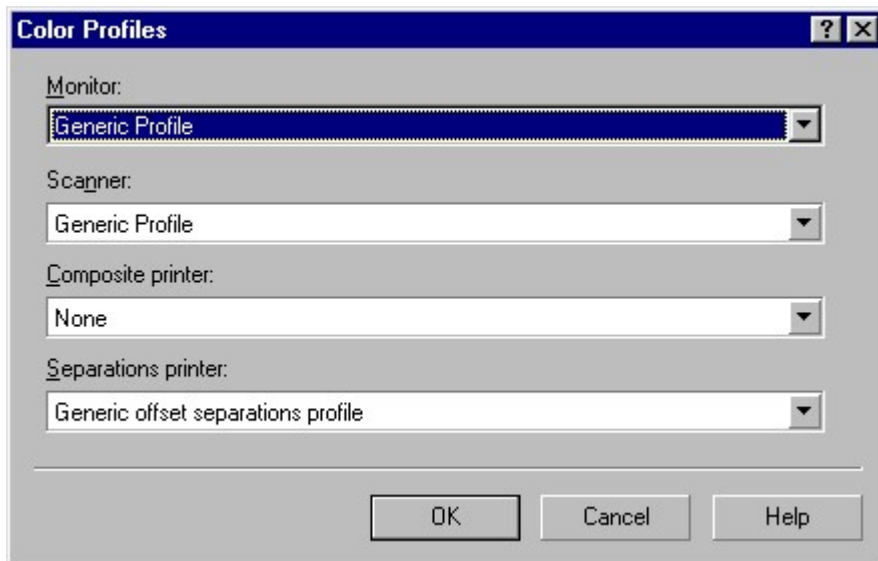 Color Profiles
Monitor:
Generic Profile
Scanner:
Generic Profile
Composite printer:
None
Separations printer:
Generic offset separations profile
OK Cancel Help